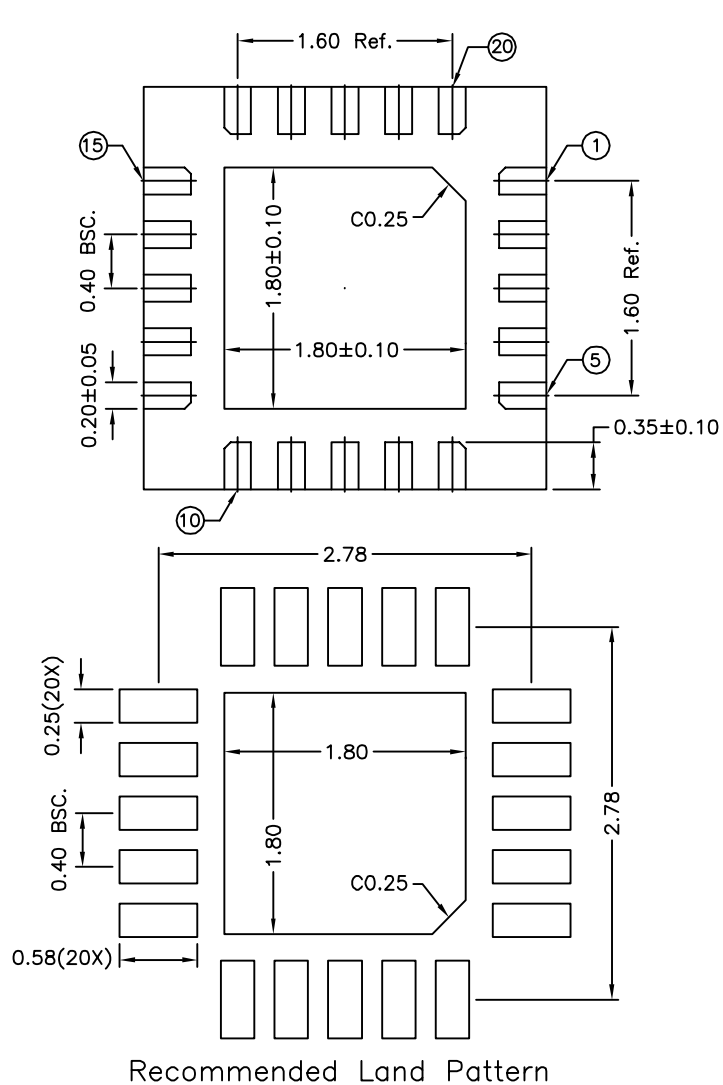 1.60 Ref.
20
15
1
C0.25
0.40 BSC.
1.80±0.10
1.60 Ref.
1.80±0.10
0.20±0.05
5
0.35±0.10
10
2.78
0.25(20X)
1.80
0.40 BSC.
1.80
2.78
C0.25
0.58(20X)
Recommended Land Pattern